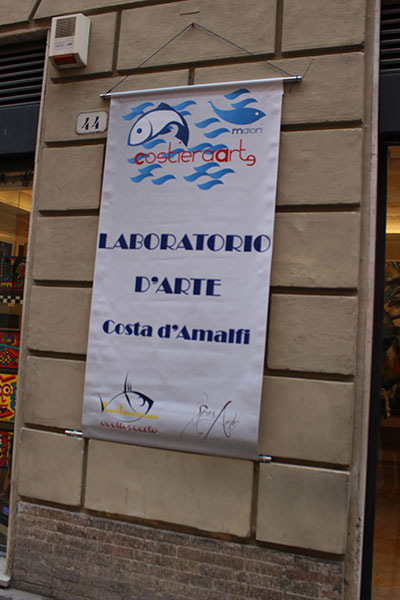 44
maiori
costieraarte
LABORATORIO
D'ARTE
Costa d'Amalfi